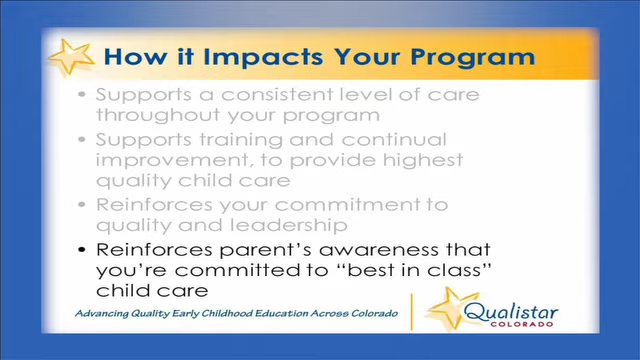 How it Impacts Your Program
• Supports a consistent level of care
throughout your program
• Supports training and continual
improvement, to provide highest
quality child care
• Reinforces your commitment to
quality and leadership
• Reinforces parent's awareness that
you're committed to “best in class”
child care
Advancing Quality Early Childhood Education Across Colorado
Qualistar
COLORADO